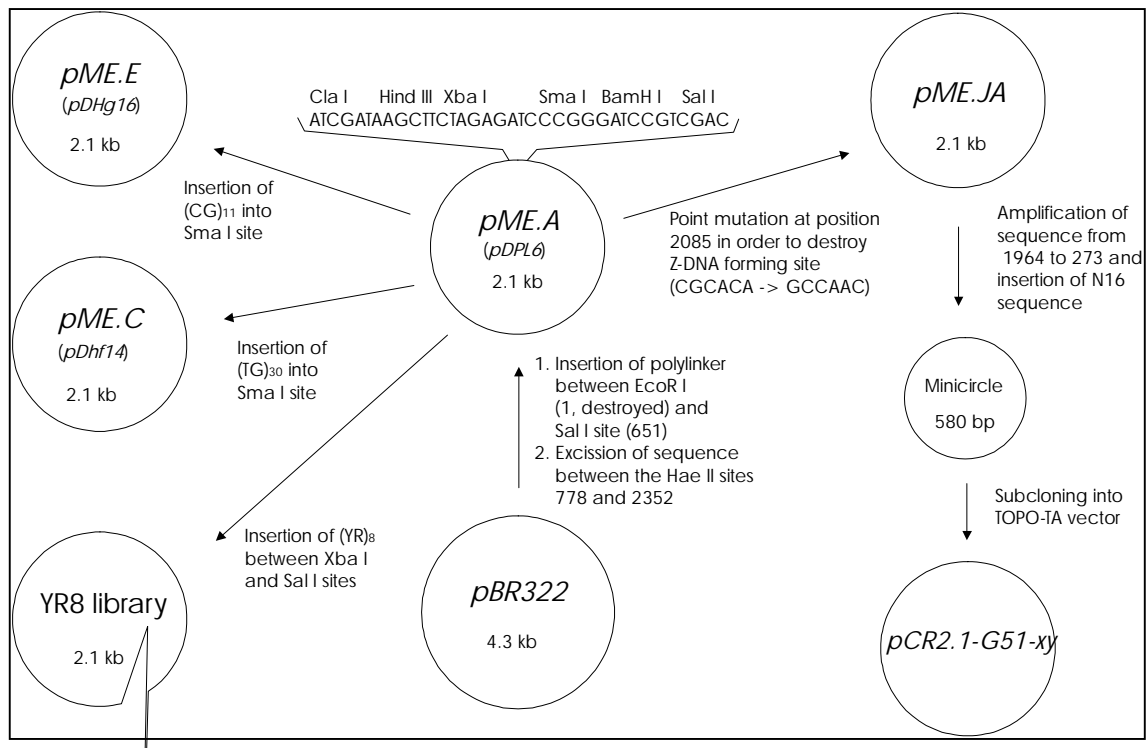 pME.E
(pDHg16)
2.1 kb
Cla I Hind III Xba I Sma I BamH I Sal I
ATCGATAAGCTTCTAGAGATCCCGGGATCCGTCGAC
pME.JA
2.1 kb
Insertion of
(CG)11 into
Sma I site
pME.A
(pDPL6)
2.1 kb
Point mutation at position
2085 in order to destroy
Z-DNA forming site
(CGCACA -> GCCAAC)
Amplification of
sequence from
1964 to 273 and
insertion of N16
sequence
pME.C
(pDhf14)
2.1 kb
Insertion of
(TG)30 into
Sma I site
1. Insertion of polylinker
between EcoR I
(1, destroyed) and
Sal I site (651)
2. Excission of sequence
between the Hae II sites
778 and 2352
Minicircle
580 bp
Subcloning into
TOPO-TA vector
Insertion of (YR)8
between Xba I
and Sal I sites
YR8 library
2.1 kb
pBR322
4.3 kb
pCR2.1-G51-xy